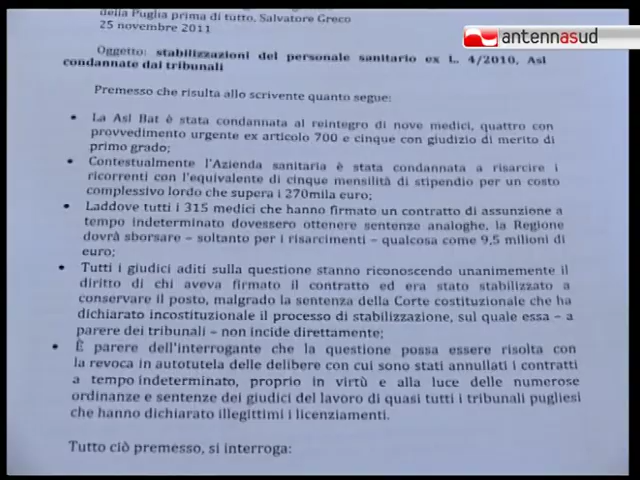 della Puglia prima di tutto, Salvatore Greco
25 novembre 2011
antennasud
Oggetto: stabilizzazioni del personale sanitario ex L. 4/2010, Asl
condannate dai tribunali
Premesso che risulta allo scrivente quanto segue:
• La Asl Bat è stata condannata al reintegro di nove medici, quattro con
provvedimento urgente ex articolo 700 e cinque con giudizio di merito di
primo grado;
• Contestualmente l'Azienda sanitaria è stata condannata a risarcire i
ricorrenti con l'equivalente di cinque mensilità di stipendio per un costo
complessivo lordo che supera i 270mila euro;
• Laddove tutti i 315 medici che hanno firmato un contratto di assunzione a
tempo indeterminato dovessero ottenere sentenze analoghe, la Regione
dovrà sborsare – soltanto per i risarcimenti – qualcosa come 9,5 milioni di
euro;
• Tutti i giudici aditi sulla questione stanno riconoscendo unanimemente il
diritto di chi aveva firmato il contratto ed era stato stabilizzato a
conservare il posto, malgrado la sentenza della Corte costituzionale che ha
dichiarato incostituzionale il processo di stabilizzazione, sul quale essa – a
parere dei tribunali – non incide direttamente;
• È parere dell'interrogante che la questione possa essere risolta con
la revoca in autotutela delle delibere con cui sono stati annullati i contratti
a tempo indeterminato, proprio in virtù e alla luce delle numerose
ordinanze e sentenze dei giudici del lavoro di quasi tutti i tribunali pugliesi
che hanno dichiarato illegittimi i licenziamenti.
Tutto ciò premesso, si interroga: